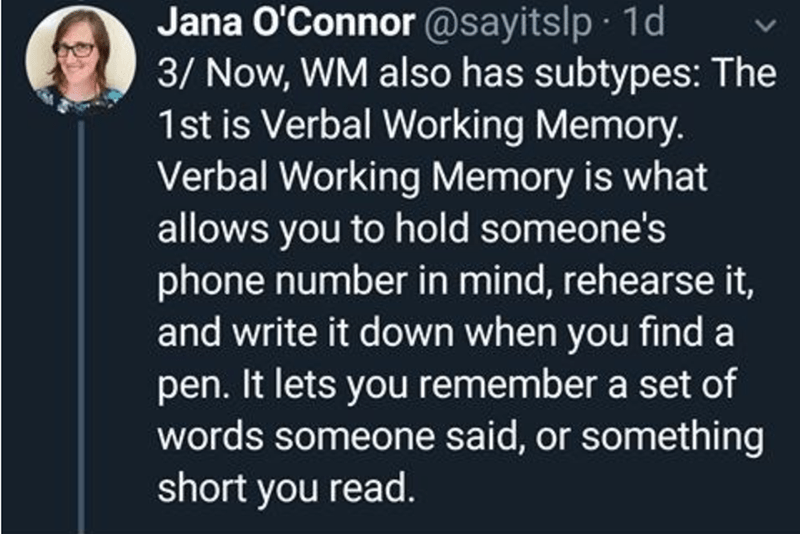 Jana O'Connor @sayitslp · 1d
3/ Now, WM also has subtypes: The
1st is Verbal Working Memory.
Verbal Working Memory is what
allows you to hold someone's
phone number in mind, rehearse it,
and write it down when you find a
pen. It lets you remember a set of
words someone said, or something
short you read.